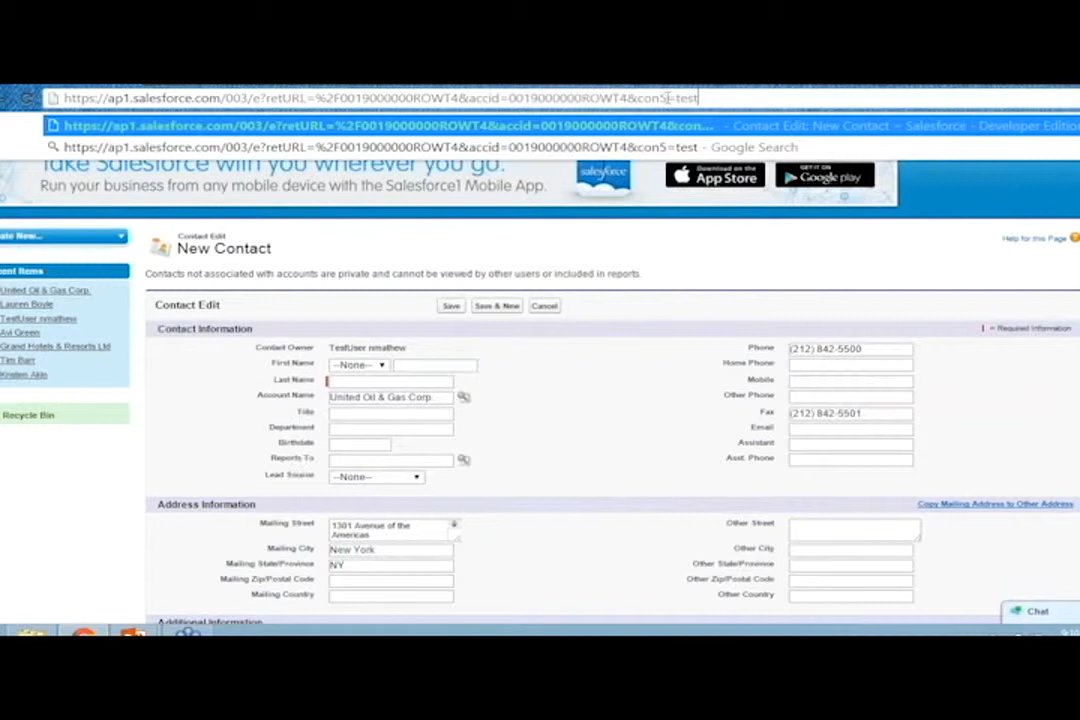 https://ap1.salesforce.com/003/e?retURL=%2F0019000000ROWT4&accid=0019000000ROWT4&con5=test
https://ap1.salesforce.com/003/e?retURL=%2F0019000000ROWT4&accid=0019000000ROWT4&con... - Contact Edit: New Contact ~ Salesforce - Developer Editio
https://ap1.salesforce.com/003/e?retURL=%2F0019000000ROWT4&accid=0019000000ROWT4&con5=test - Google Search
Take Salesforce with you wherever you go.
Run your business from any mobile device with the Salesforce1 Mobile App.
salesforce
Download on the
App Store
GET IT ON
Google play
ate New...
Contact Edit
New Contact
Help for this Page
Contacts not associated with accounts are private and cannot be viewed by other users or included in reports.
cent Items
United Oil & Gas Corp.
Lauren Boyle
TestUser nmathew
Avi Green
Grand Hotels & Resorts Ltd
Tim Barr
Kristen Akin
Recycle Bin
Contact Edit
Save
Save & New
Cancel
Contact Information
= Required Information
Contact Owner TestUser nmathew
Phone (212) 842-5500
First Name --None--
Home Phone
Last Name
Mobile
Account Name United Oil & Gas Corp.
Other Phone
Title
Fax (212) 842-5501
Department
Email
Birthdate
Assistant
Reports To
Asst. Phone
Lead Source --None--
Address Information
Copy Mailing Address to Other Address
Mailing Street 1301 Avenue of the
Americas
Other Street
Mailing City New York
Other City
Mailing State/Province NY
Other State/Province
Mailing Zip/Postal Code
Other Zip/Postal Code
Mailing Country
Other Country
Additional Information
Chat